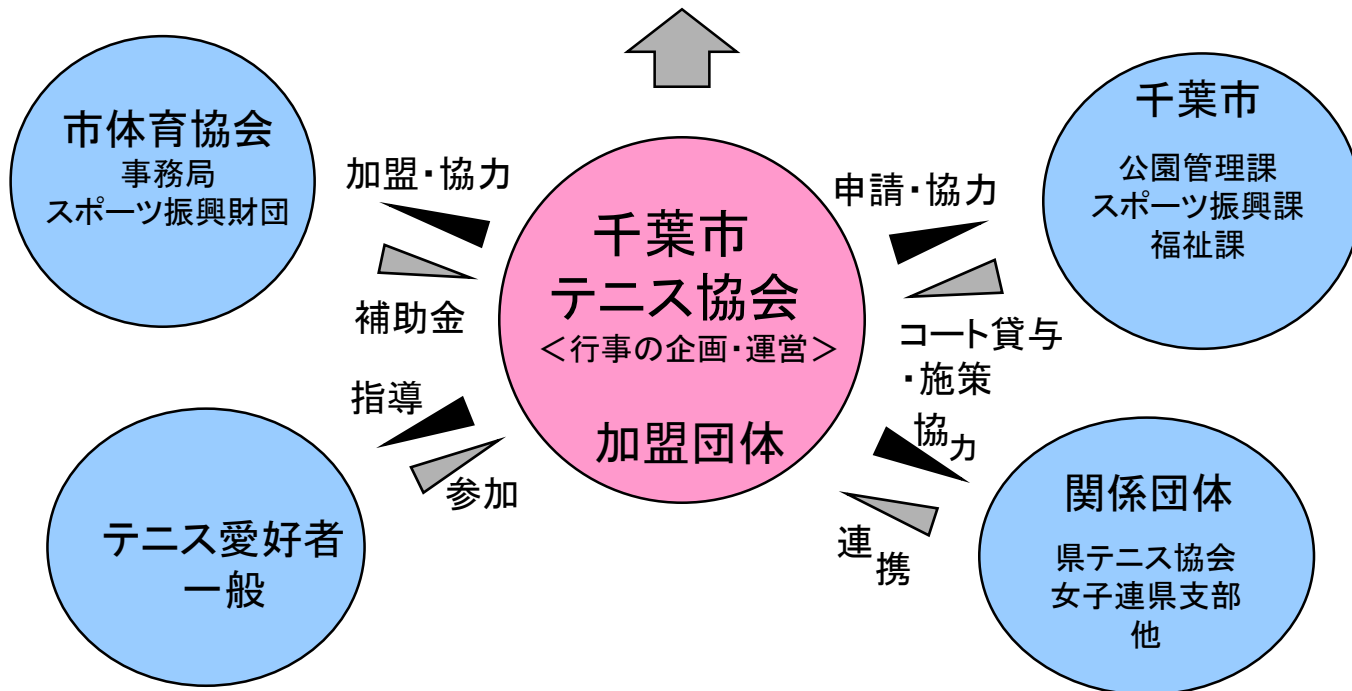 市体育協会
事務局
スポーツ振興財団
加盟・協力
補助金
千葉市
テニス協会
＜行事の企画・運営＞
加盟団体
申請・協力
コート貸与
・施策
千葉市
公園管理課
スポーツ振興課
福祉課
指導
参加
テニス愛好者
一般
協力
連携
関係団体
県テニス協会
女子連県支部
他